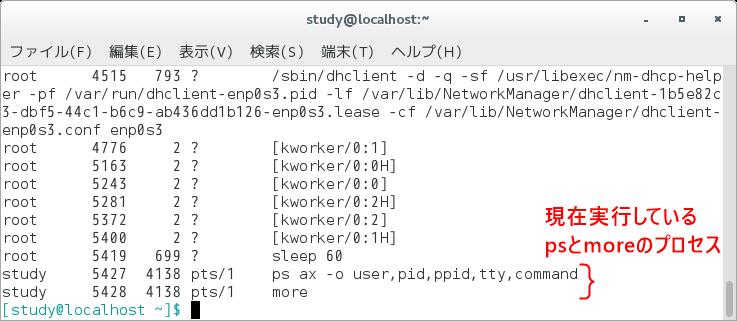 study@localhost:~
ファイル(F) 編集(E) 表示(V) 検索(S) 端末(T) ヘルプ(H)
root 4515 793 ? /sbin/dhclient -d -q -sf /usr/libexec/nm-dhcp-help
er -pf /var/run/dhclient-enp0s3.pid -lf /var/lib/NetworkManager/dhclient-1b5e82c
3-dbf5-44c1-b6c9-ab436dd1b126-enp0s3.lease -cf /var/lib/NetworkManager/dhclient-
enp0s3.conf enp0s3
root 4776 2 ? [kworker/0:1]
root 5163 2 ? [kworker/0:0H]
root 5243 2 ? [kworker/0:0]
root 5281 2 ? [kworker/0:2H]
root 5372 2 ? [kworker/0:2]
root 5400 2 ? [kworker/0:1H]
root 5419 699 ? sleep 60
study 5427 4138 pts/1 ps ax -o user,pid,ppid,tty,command
study 5428 4138 pts/1 more
[study@localhost ~]$
現在実行している
psとmoreのプロセス